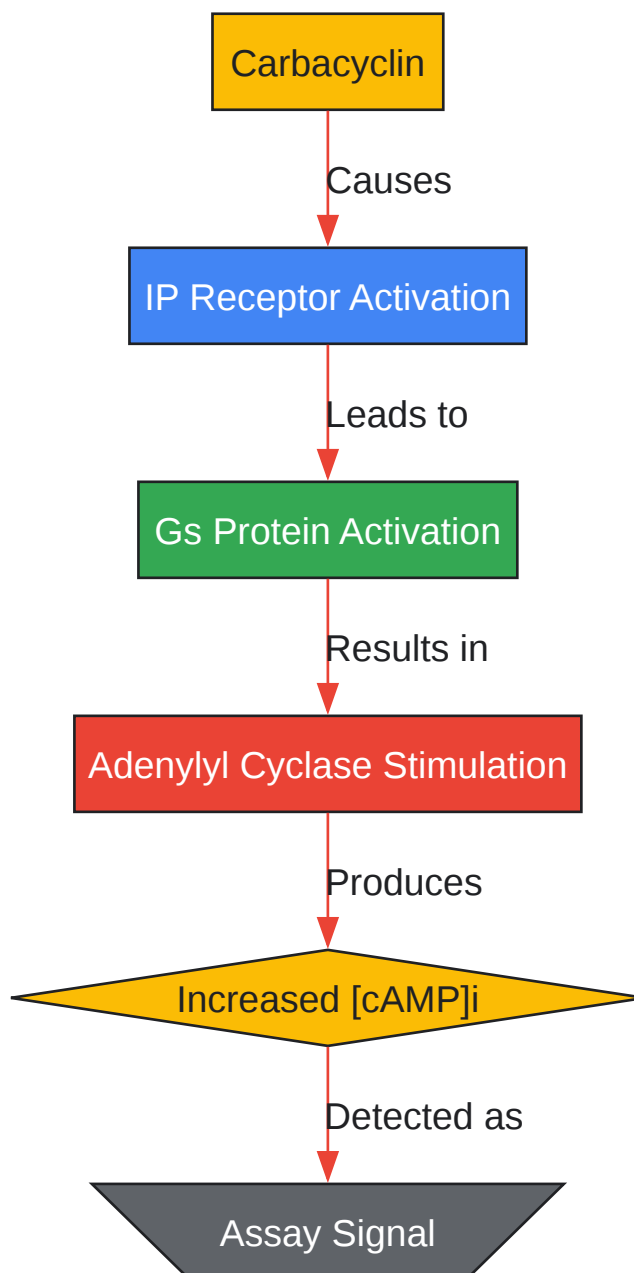 Carbacyclin
Causes
IP Receptor Activation
Leads to
Gs Protein Activation
Results in
Adenylyl Cyclase Stimulation
Produces
Increased [cAMP]i
Detected as
Assay Signal